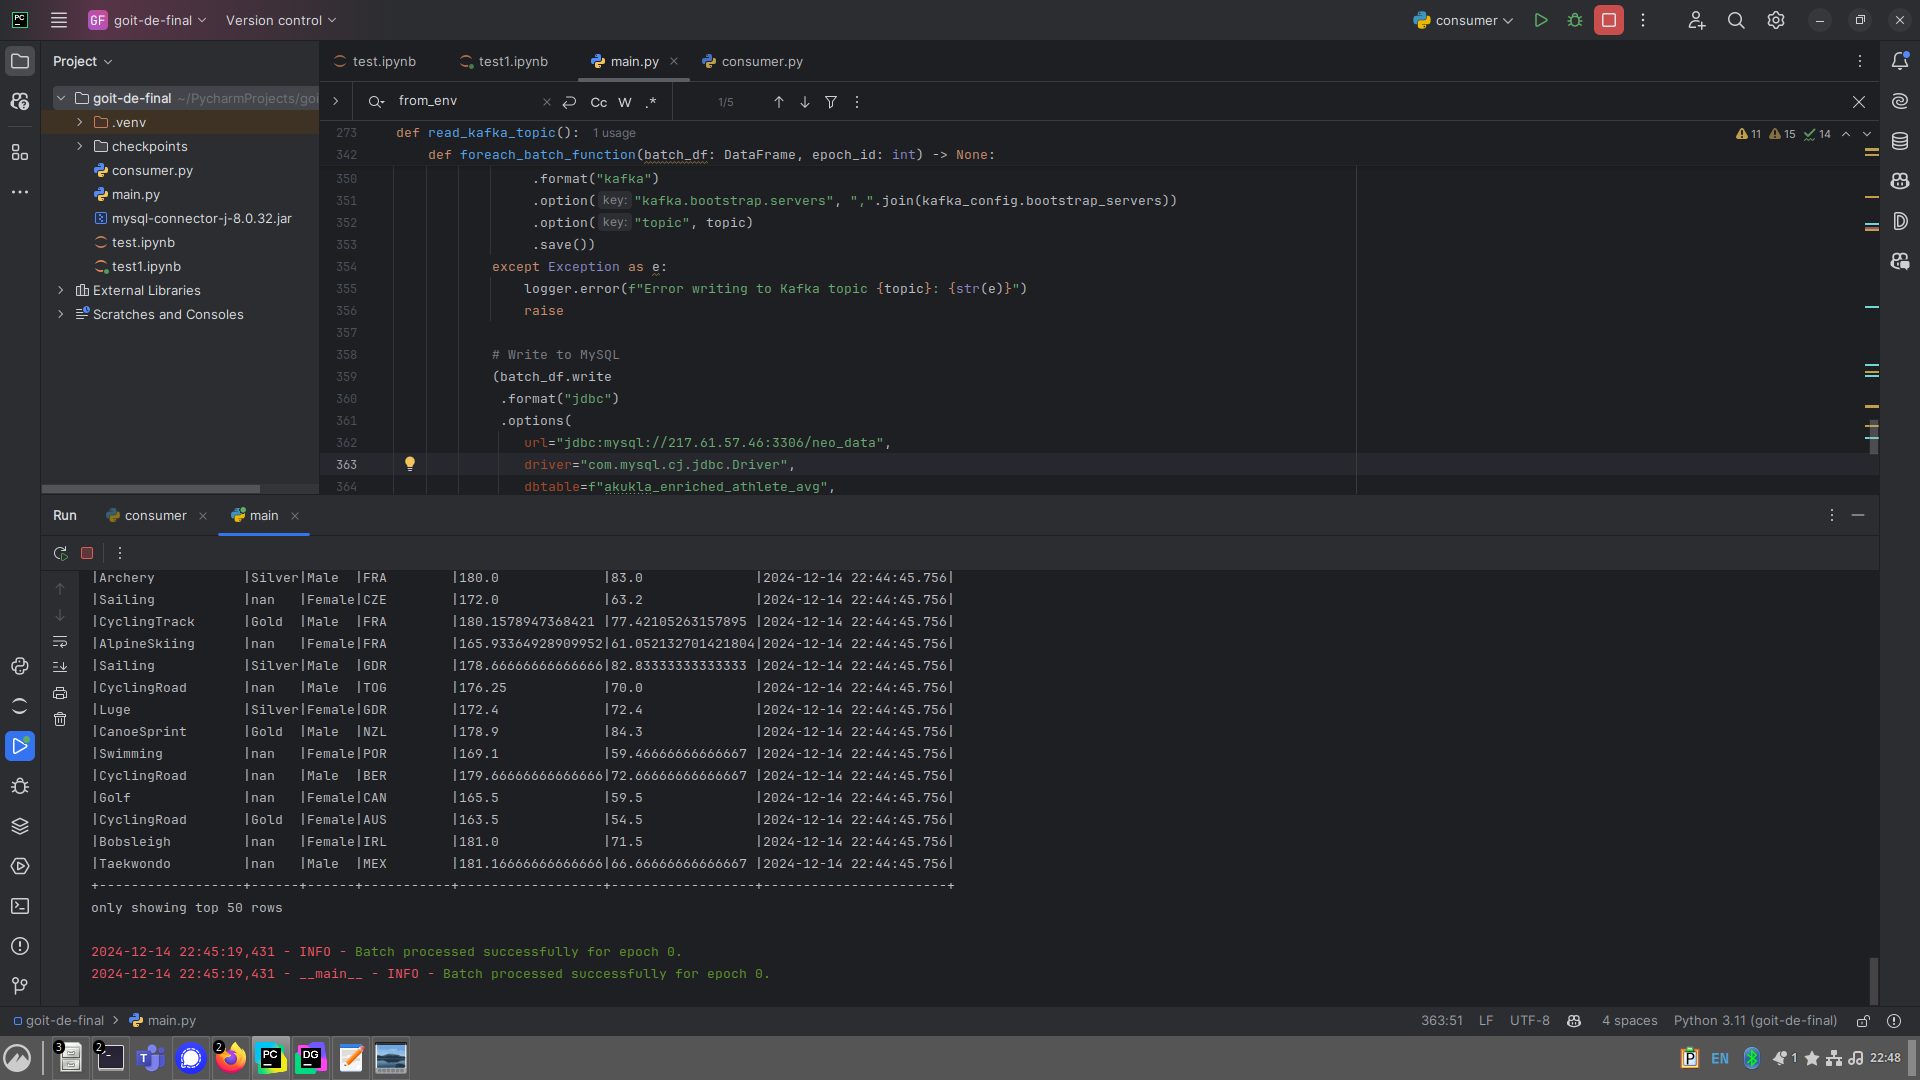 PC
GF goit-de-final
Version control
consumer
Project
test.ipynb
test1.ipynb
main.py
consumer.py
goit-de-final ~/PycharmProjects/goi
.venv
checkpoints
consumer.py
main.py
mysql-connector-j-8.0.32.jar
test.ipynb
test1.ipynb
External Libraries
Scratches and Consoles
from_env
Cc W .*
1/5
273 def read_kafka_topic(): 1 usage
11 15 14
342 def foreach_batch_function(batch_df: DataFrame, epoch_id: int) -> None:
350 .format("kafka")
351 .option( key: "kafka.bootstrap.servers", ",".join(kafka_config.bootstrap_servers))
352 .option( key: "topic", topic)
353 .save())
354 except Exception as e:
355 logger.error(f"Error writing to Kafka topic {topic}: {str(e)}")
356 raise
357
358 # Write to MySQL
359 (batch_df.write
360 .format("jdbc")
361 .options(
362 url="jdbc:mysql://217.61.57.46:3306/neo_data",
363 driver="com.mysql.cj.jdbc.Driver",
364 dbtable=f"akukla_enriched_athlete_avg",
Run
consumer
main
|Archery |Silver|Male |FRA |180.0 |83.0 |2024-12-14 22:44:45.756|
|Sailing |nan |Female|CZE |172.0 |63.2 |2024-12-14 22:44:45.756|
|CyclingTrack |Gold |Male |FRA |180.1578947368421 |77.42105263157895 |2024-12-14 22:44:45.756|
|AlpineSkiing |nan |Female|FRA |165.93364928909952|61.052132701421804|2024-12-14 22:44:45.756|
|Sailing |Silver|Male |GDR |178.66666666666666|82.83333333333333 |2024-12-14 22:44:45.756|
|CyclingRoad |nan |Male |TOG |176.25 |70.0 |2024-12-14 22:44:45.756|
|Luge |Silver|Female|GDR |172.4 |72.4 |2024-12-14 22:44:45.756|
|CanoeSprint |Gold |Male |NZL |178.9 |84.3 |2024-12-14 22:44:45.756|
|Swimming |nan |Female|POR |169.1 |59.46666666666667 |2024-12-14 22:44:45.756|
|CyclingRoad |nan |Male |BER |179.66666666666666|72.66666666666667 |2024-12-14 22:44:45.756|
|Golf |nan |Female|CAN |165.5 |59.5 |2024-12-14 22:44:45.756|
|CyclingRoad |Gold |Female|AUS |163.5 |54.5 |2024-12-14 22:44:45.756|
|Bobsleigh |nan |Female|IRL |181.0 |71.5 |2024-12-14 22:44:45.756|
|Taekwondo |nan |Male |MEX |181.16666666666666|66.66666666666667 |2024-12-14 22:44:45.756|
+------------------+------+------+-----------+------------------+------------------+-----------------------+
only showing top 50 rows
2024-12-14 22:45:19,431 - INFO - Batch processed successfully for epoch 0.
2024-12-14 22:45:19,431 - __main__ - INFO - Batch processed successfully for epoch 0.
goit-de-final
main.py
363:51 LF UTF-8 4 spaces Python 3.11 (goit-de-final)
3 2 2 PC DG
EN 1 22:48